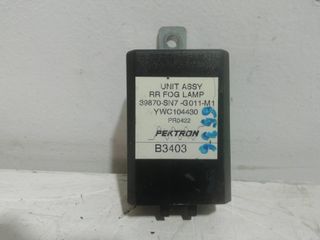 UNIT ASSY
RR FOG LAMP
39870-SN7 -G011-M1
YWC104430
PR0422
PEKTRON
B3403